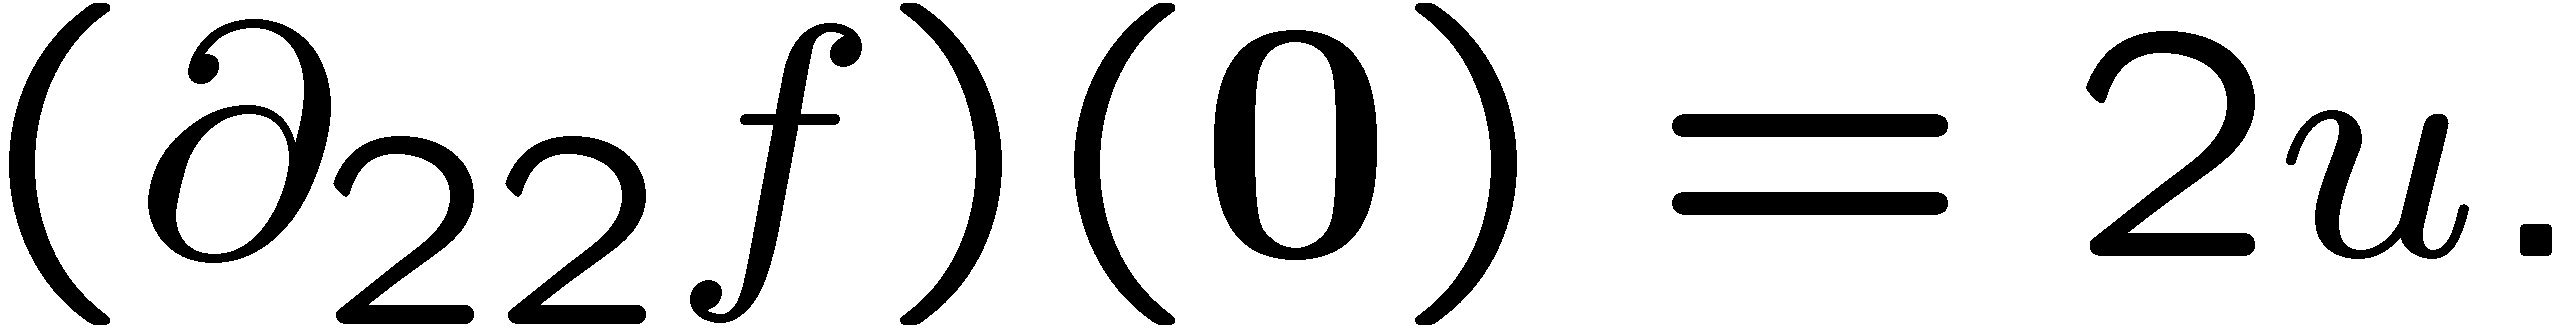 (∂₂₂f)(𝟎) = 2u.